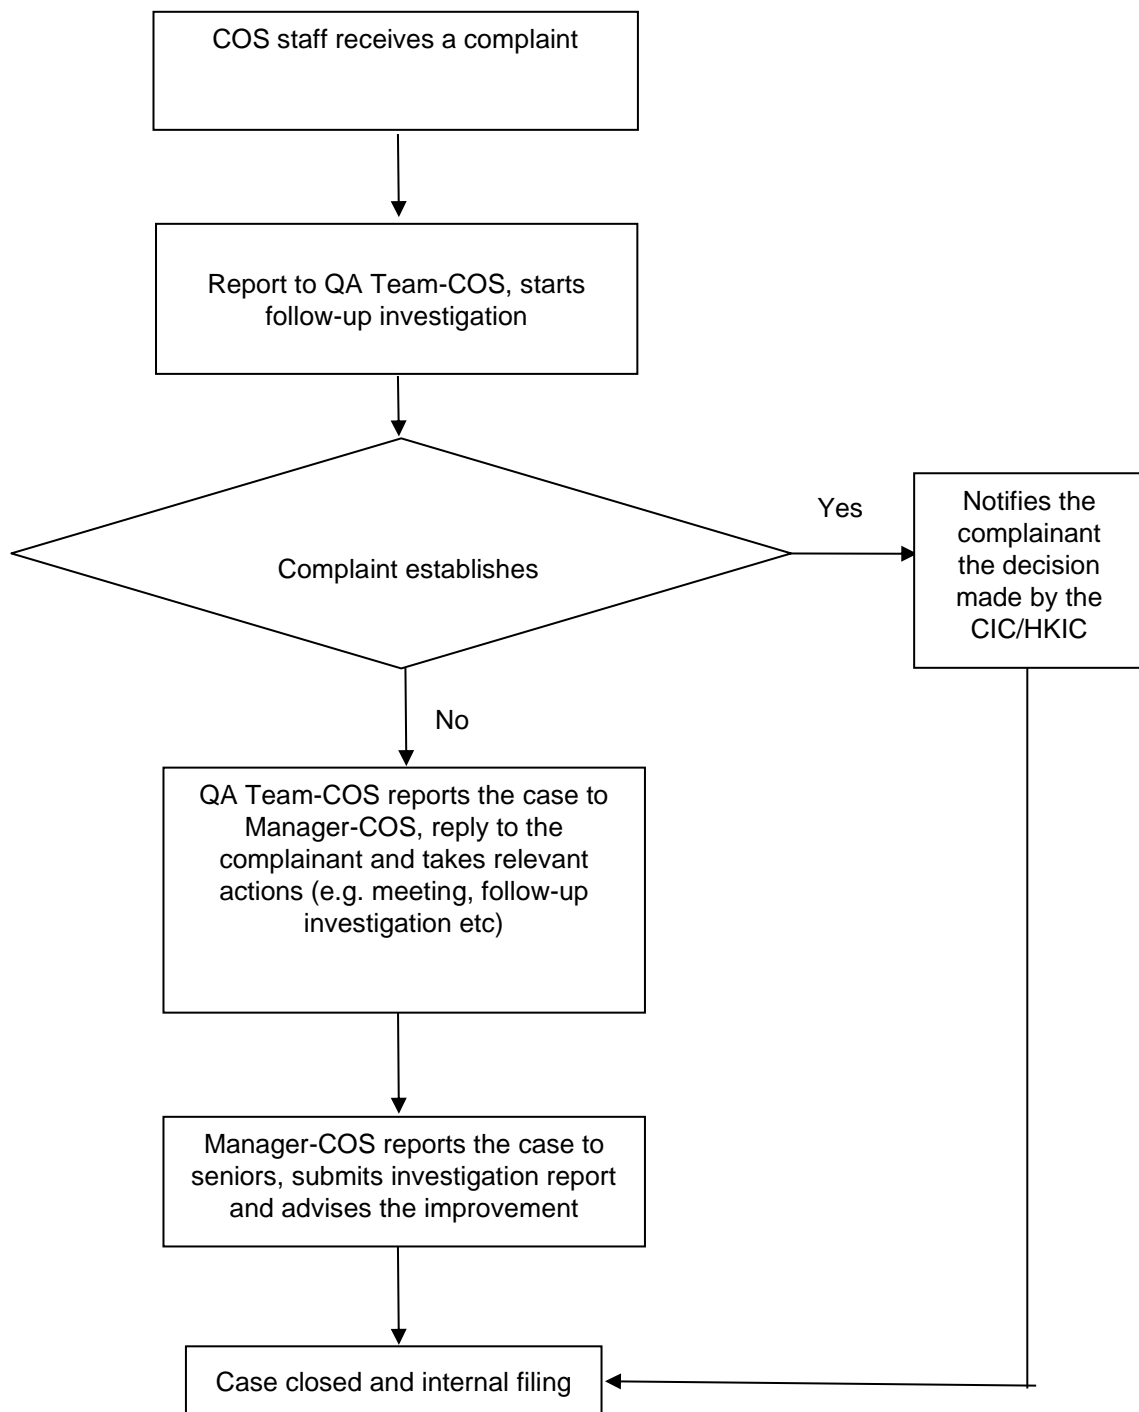 COS staff receives a complaint
Report to QA Team-COS, starts
follow-up investigation
Complaint establishes
Yes
Notifies the
complainant
the decision
made by the
CIC/HKIC
No
QA Team-COS reports the case to
Manager-COS, reply to the
complainant and takes relevant
actions (e.g. meeting, follow-up
investigation etc)
Manager-COS reports the case to
seniors, submits investigation report
and advises the improvement
Case closed and internal filing